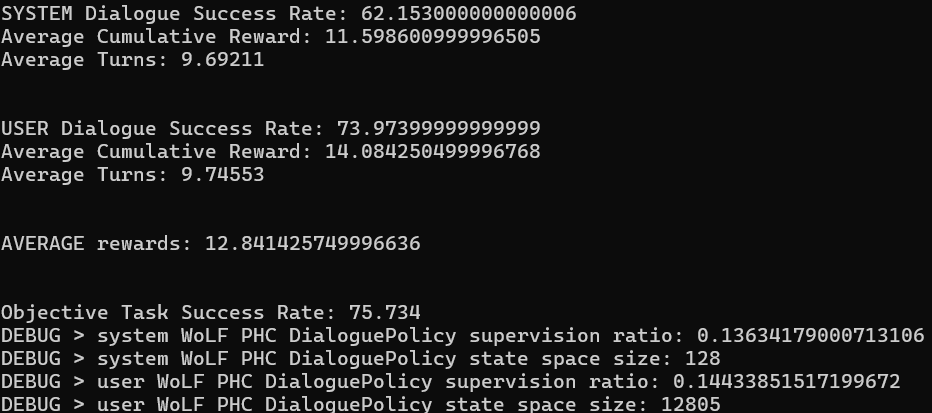 SYSTEM Dialogue Success Rate: 62.153000000000006
Average Cumulative Reward: 11.598600999996505
Average Turns: 9.69211
USER Dialogue Success Rate: 73.97399999999999
Average Cumulative Reward: 14.084250499996768
Average Turns: 9.74553
AVERAGE rewards: 12.841425749996636
Objective Task Success Rate: 75.734
DEBUG > system WoLF PHC DialoguePolicy supervision ratio: 0.13634179000713106
DEBUG > system WoLF PHC DialoguePolicy state space size: 128
DEBUG > user WoLF PHC DialoguePolicy supervision ratio: 0.14433851517199672
DEBUG > user WoLF PHC DialoguePolicy state space size: 12805